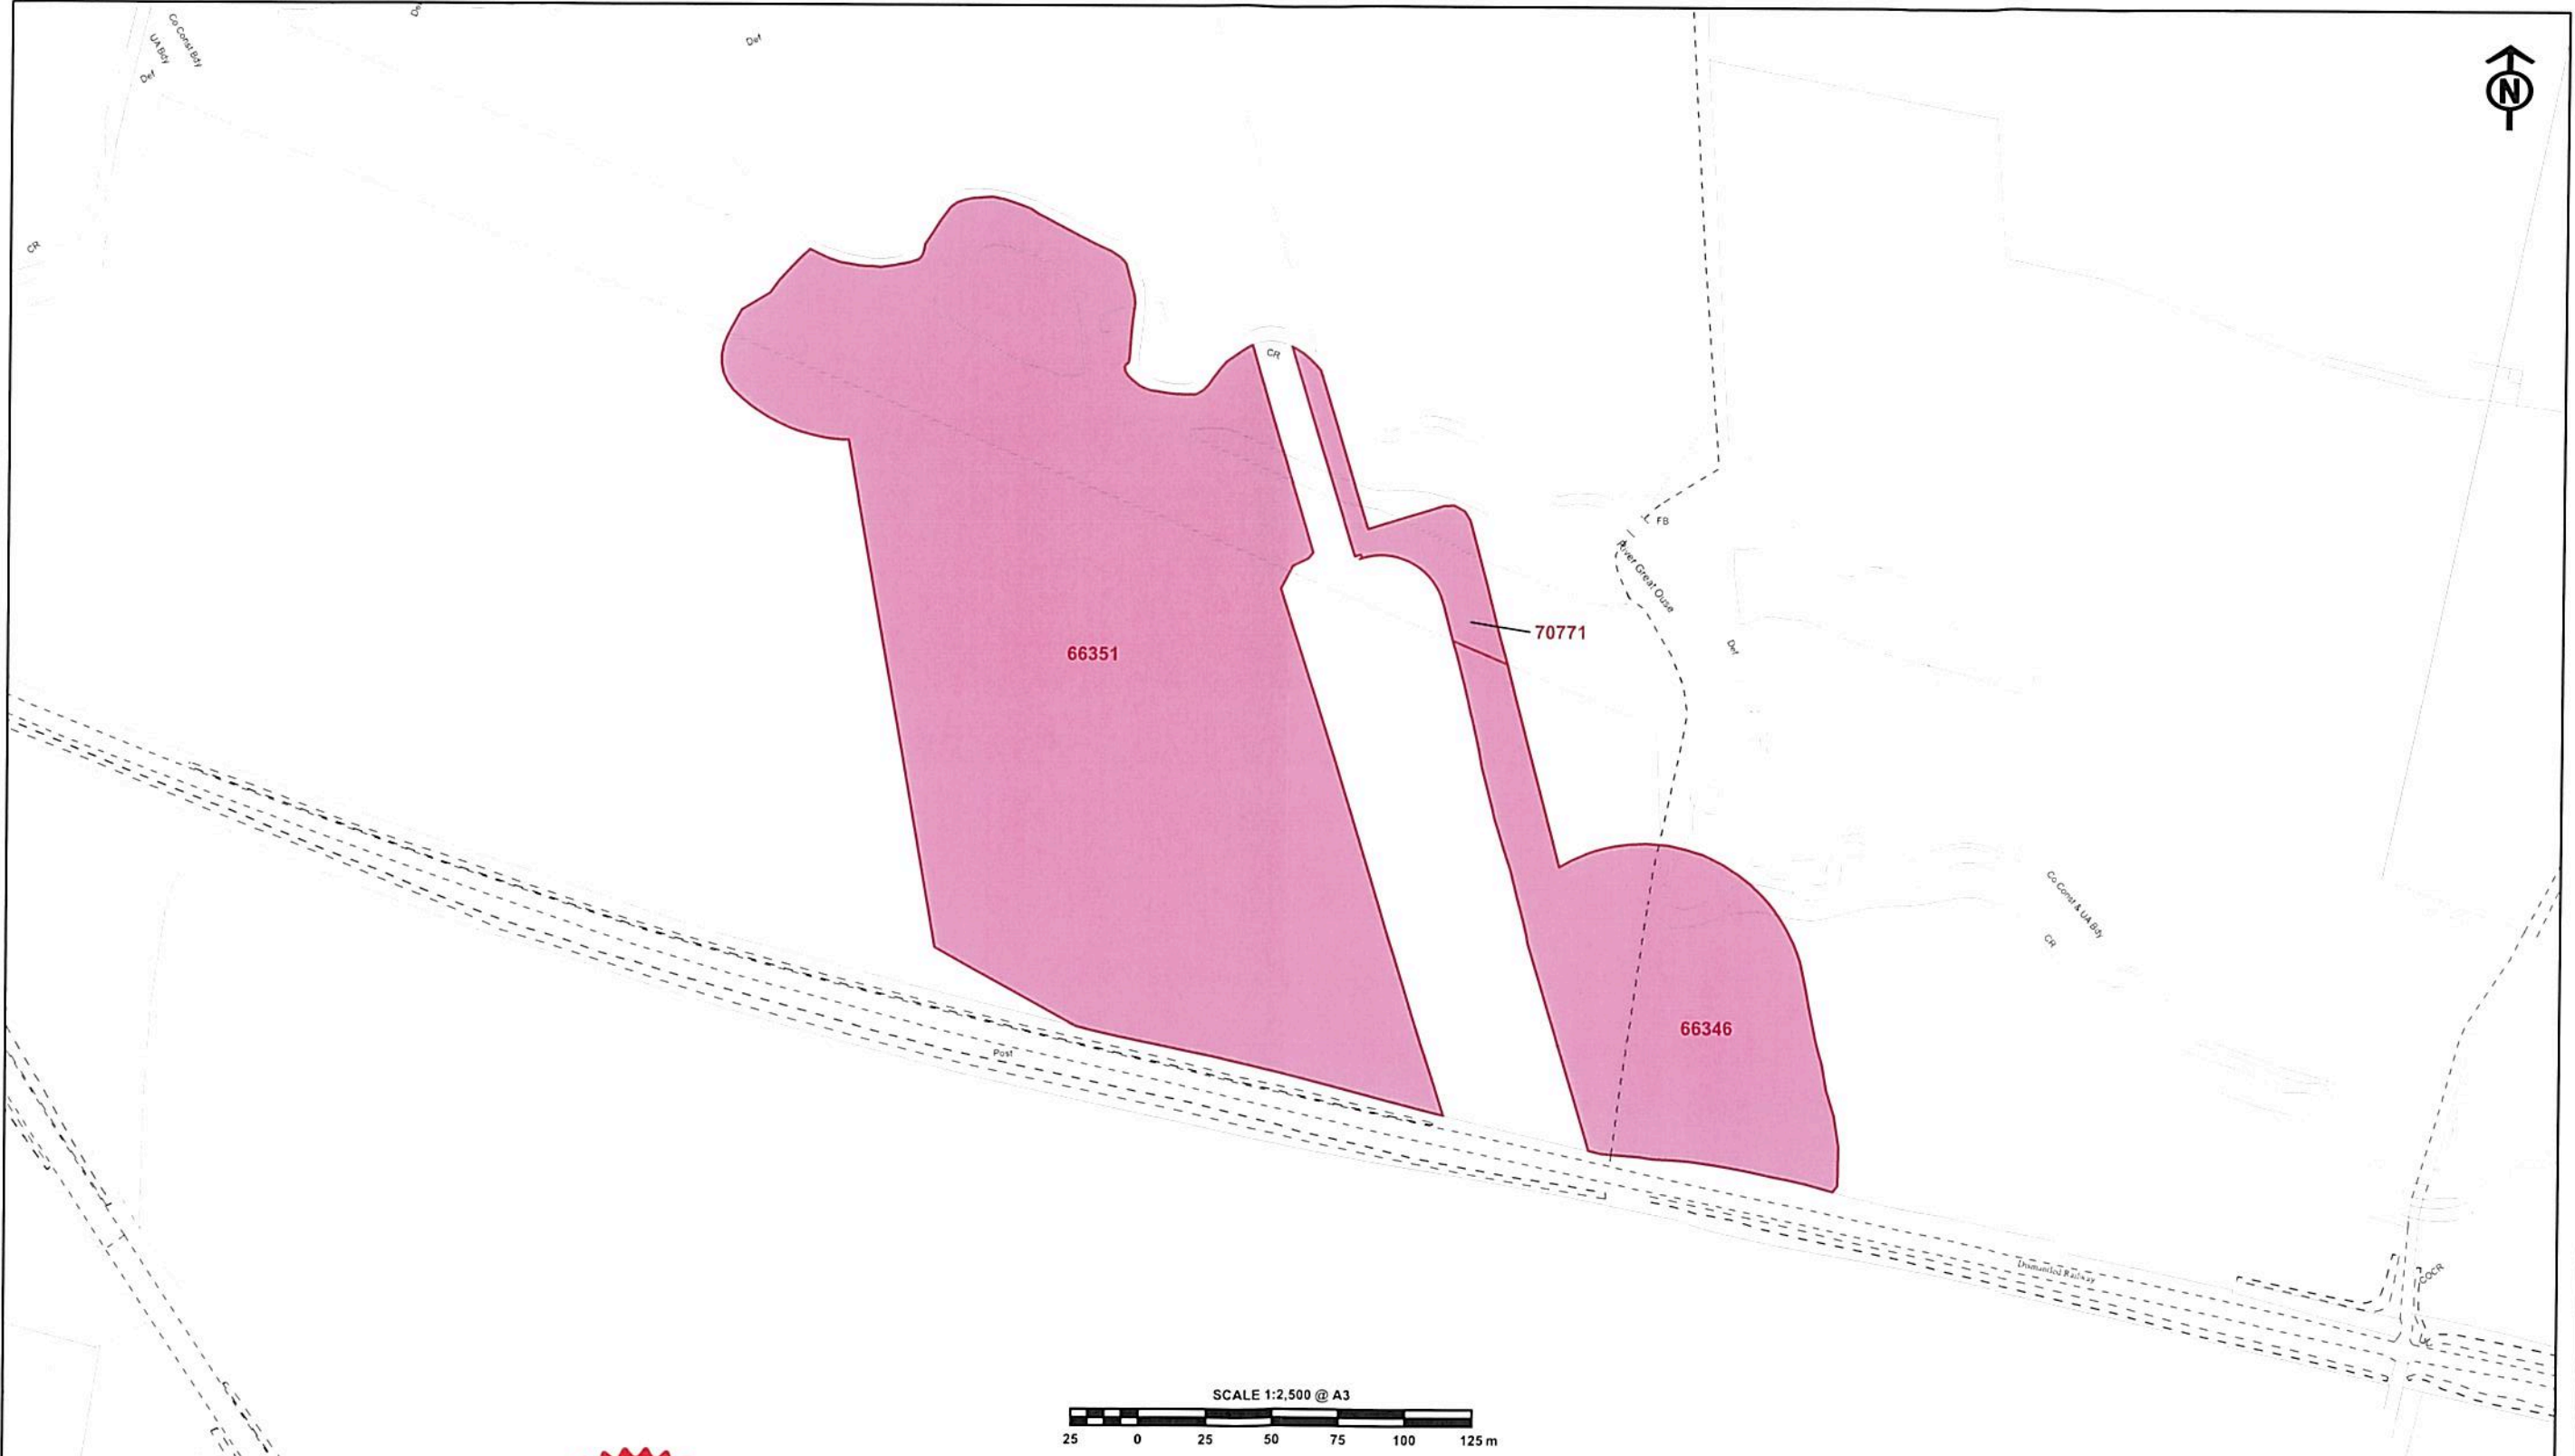 Co Const Bdy
UA Bdy
Def
Def
Def
N
CR
CR
FB
River Great Ouse
70771
66351
Def
Co Const & UA Bdy
CR
66346
Post
Dismantled Railway
COCR
SCALE 1:2,500 @ A3
25 0 25 50 75 100 125 m